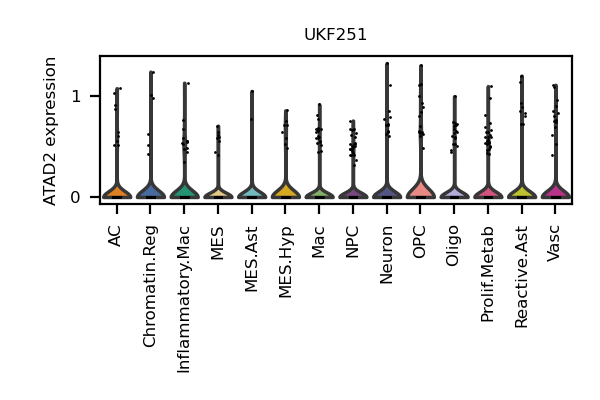 UKF251
ATAD2 expression
1
0
AC
Chromatin.Reg
Inflammatory.Mac
MES
MES.Ast
MES.Hyp
Mac
NPC
Neuron
OPC
Oligo
Prolif.Metab
Reactive.Ast
Vasc